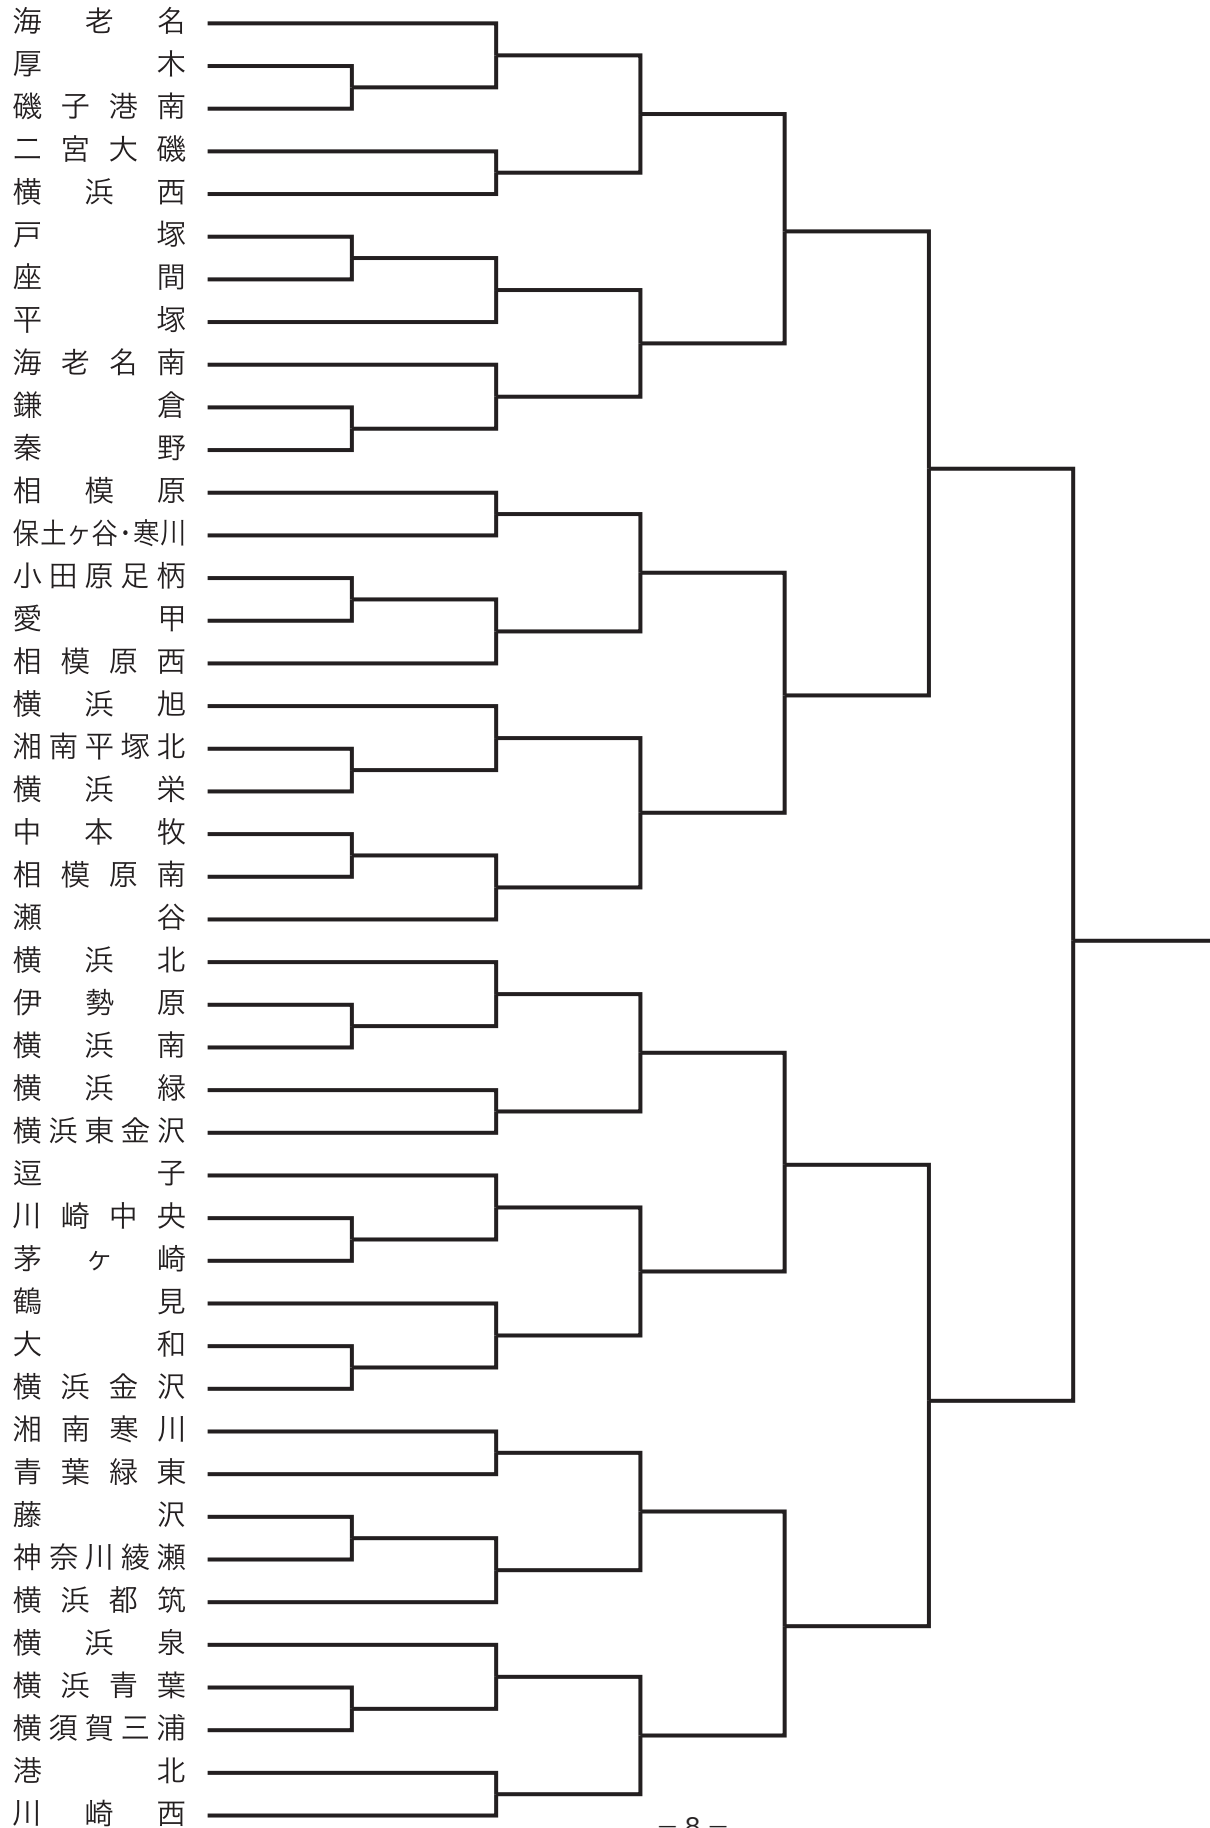 海老名
厚木
磯子港南
二宮大磯
横浜西
戸塚
座間
平塚
海老名南
鎌倉
秦野
相模原
保土ヶ谷・寒川
小田原足柄
愛甲
相模原西
横浜旭
湘南平塚北
横浜栄
中本牧
相模原南
瀬谷
横浜北
伊勢原
横浜南
横浜緑
横浜東金沢
逗子
川崎中央
茅ヶ崎
鶴見
大和
横浜金沢
湘南寒川
青葉緑東
藤沢
神奈川綾瀬
横浜都筑
横浜泉
横浜青葉
横須賀三浦
港北
川崎西
– 8 –